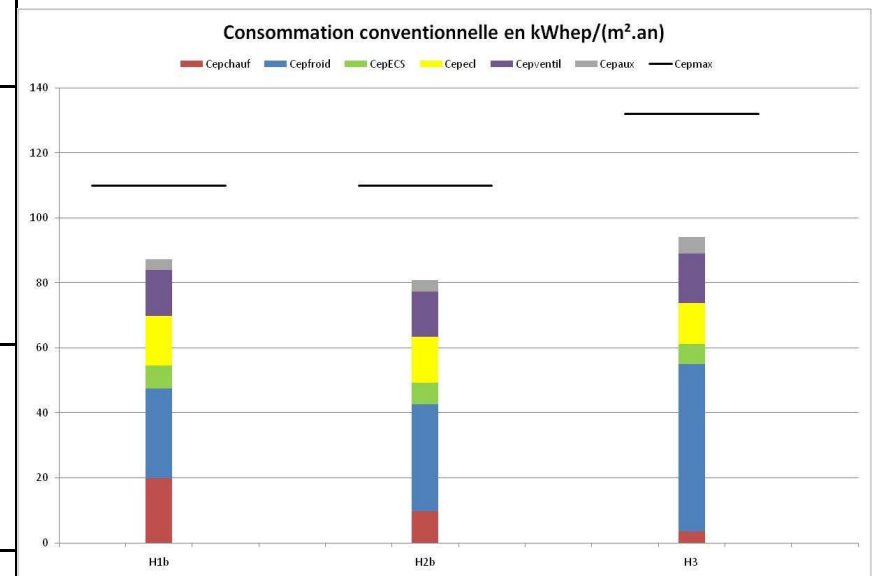 Consommation conventionnelle en kWhep/(m².an)
Cepchauf Cepfroid CepECS Cepecl Cepventil Cepaux Cepmax
140
120
100
80
60
40
20
0
H1b H2b H3